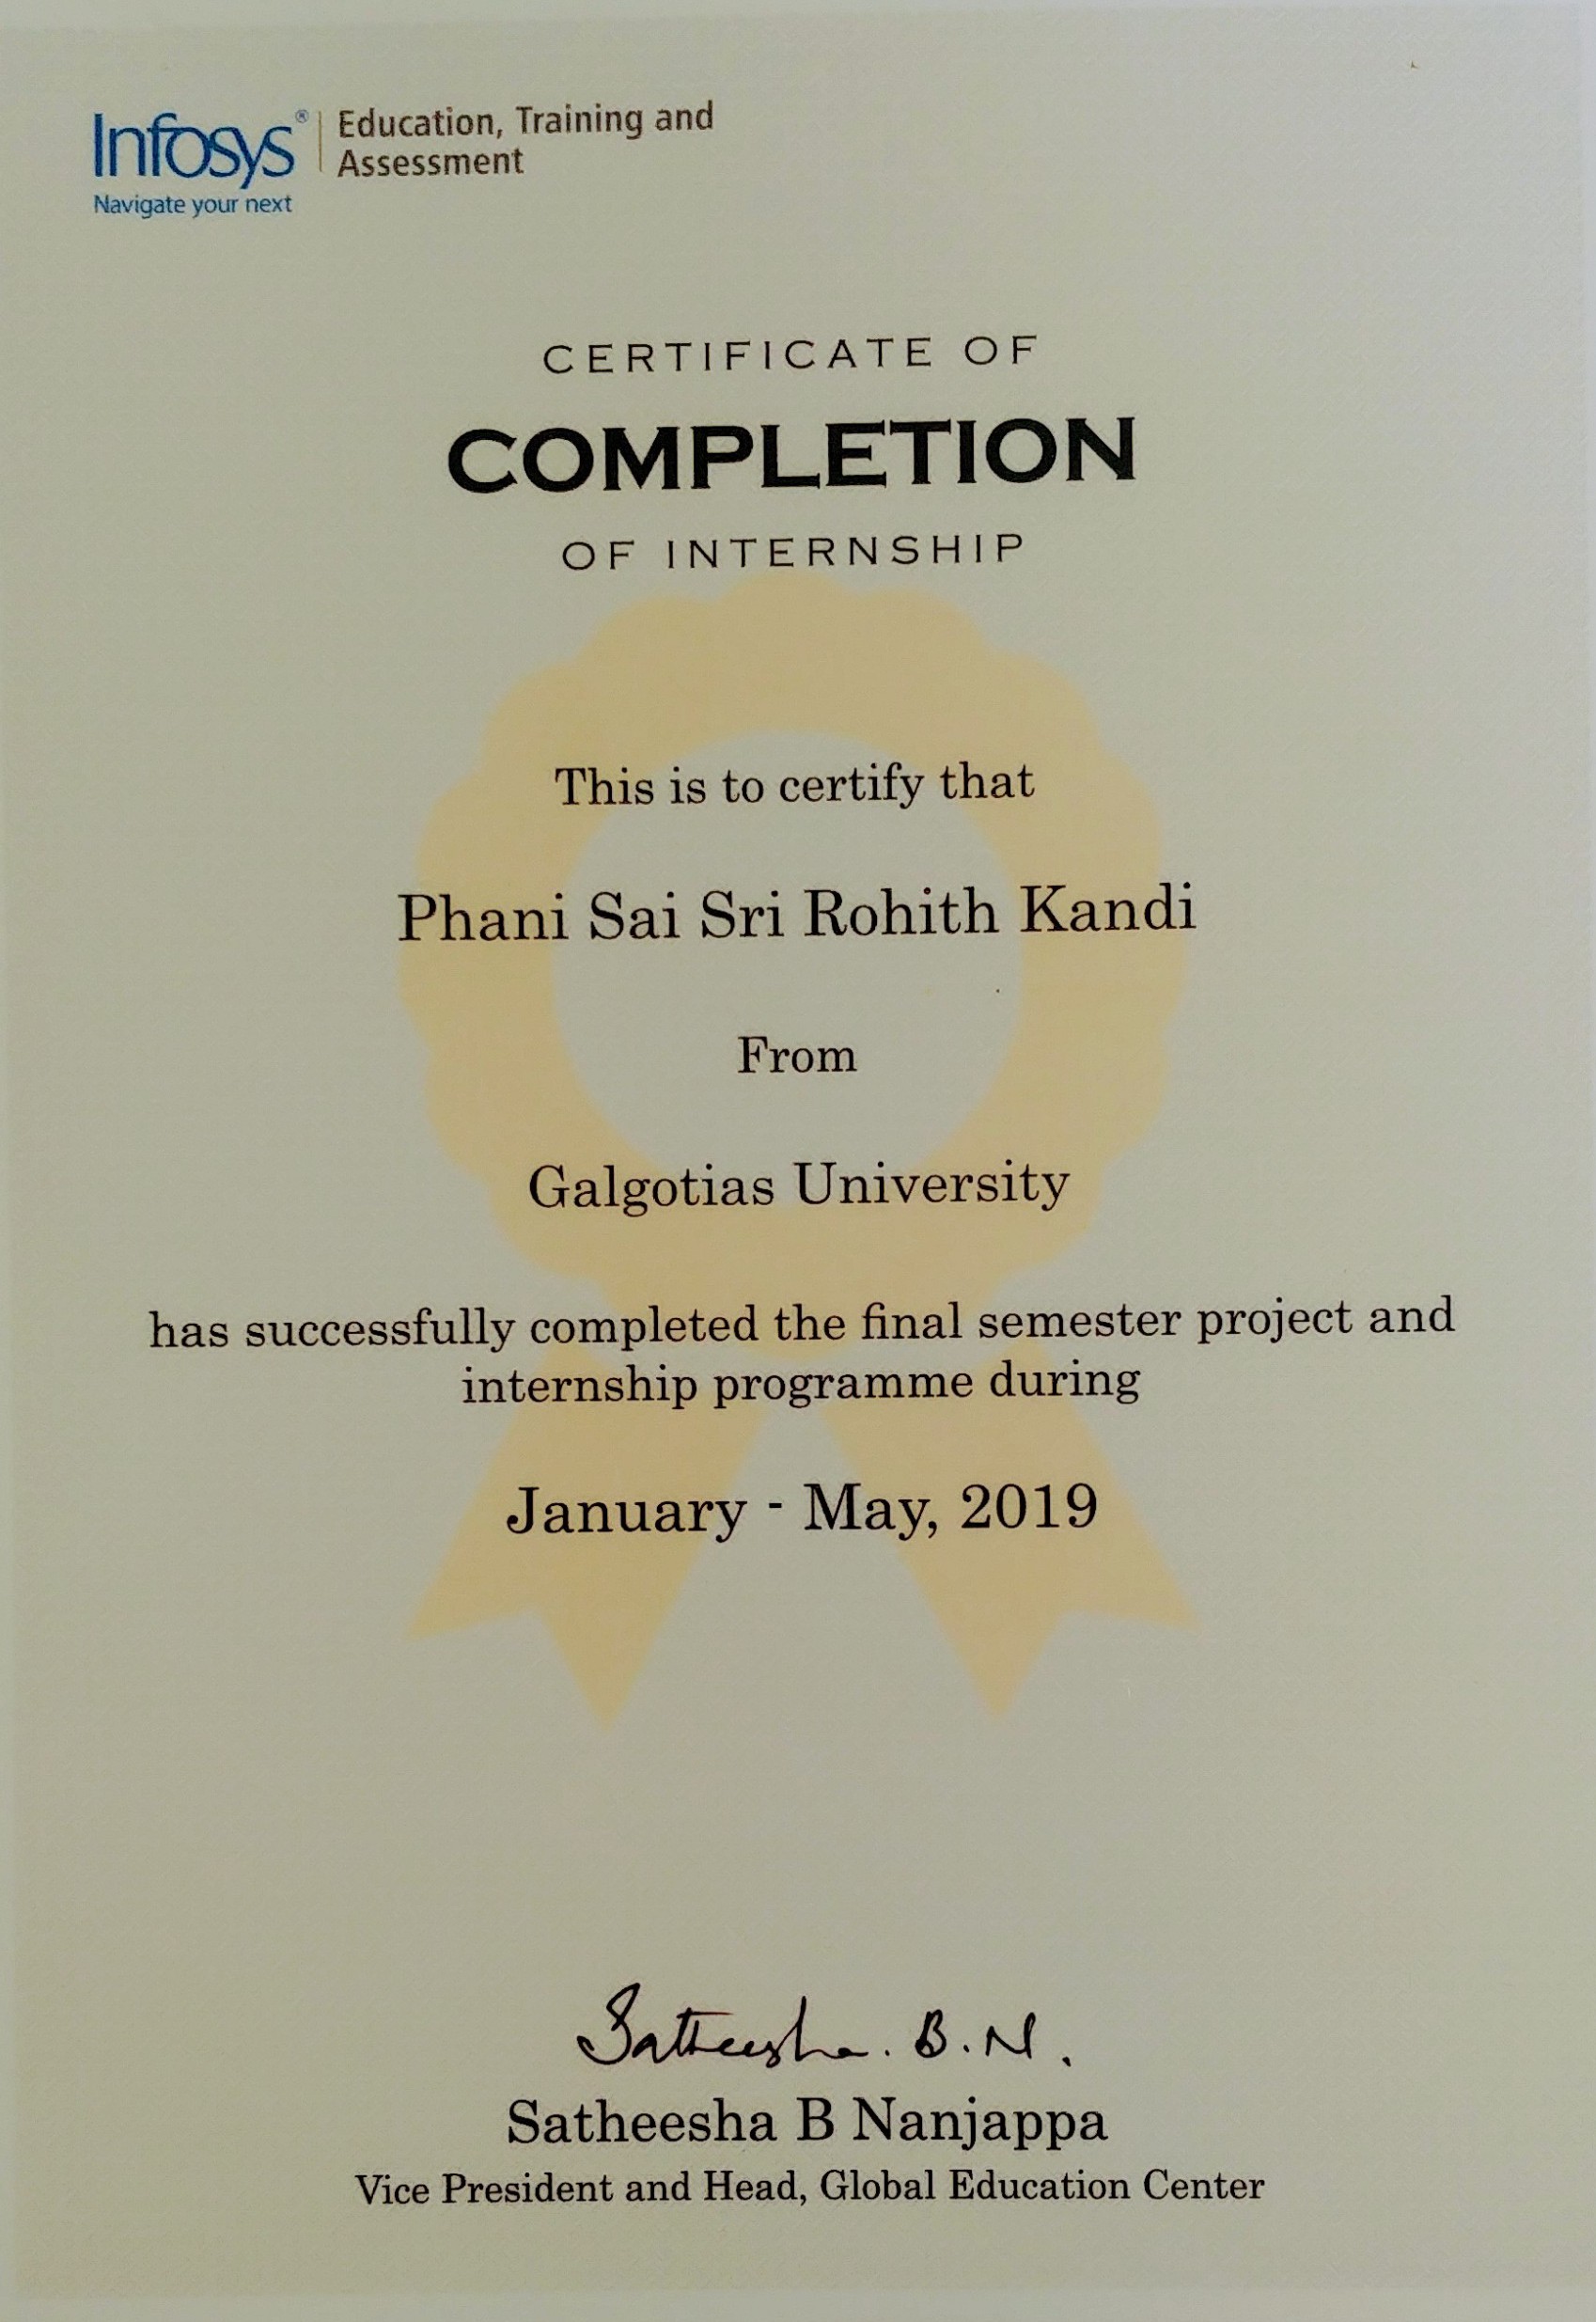 Infosys® Education, Training and
Assessment
Navigate your next
CERTIFICATE OF
COMPLETION
OF INTERNSHIP
This is to certify that
Phani Sai Sri Rohith Kandi
From
Galgotias University
has successfully completed the final semester project and
internship programme during
January - May, 2019
Satheesha. B.N.
Satheesha B Nanjappa
Vice President and Head, Global Education Center